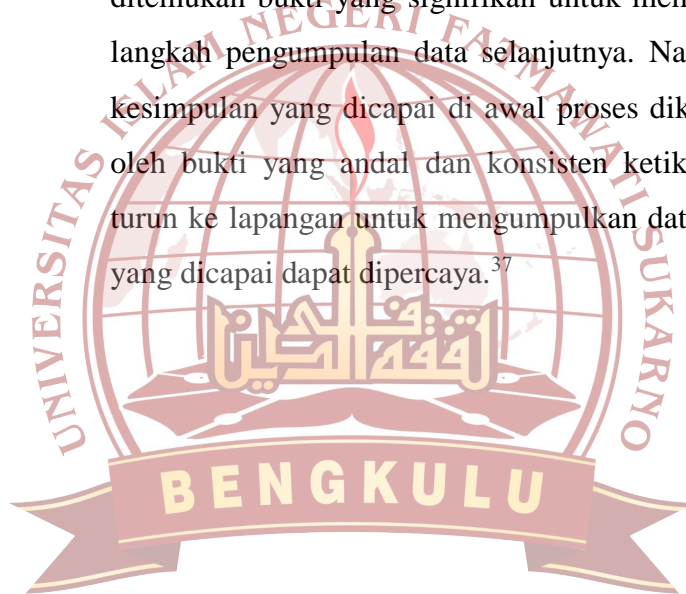 ditemukan bukti yang signifikan untuk men
langkah pengumpulan data selanjutnya. Na
kesimpulan yang dicapai di awal proses dik
oleh bukti yang andal dan konsisten ketik
turun ke lapangan untuk mengumpulkan dat
yang dicapai dapat dipercaya.³⁷
UNIVERSITAS ISLAM NEGERI FATMAWATI SUKARNO
BENGKULU